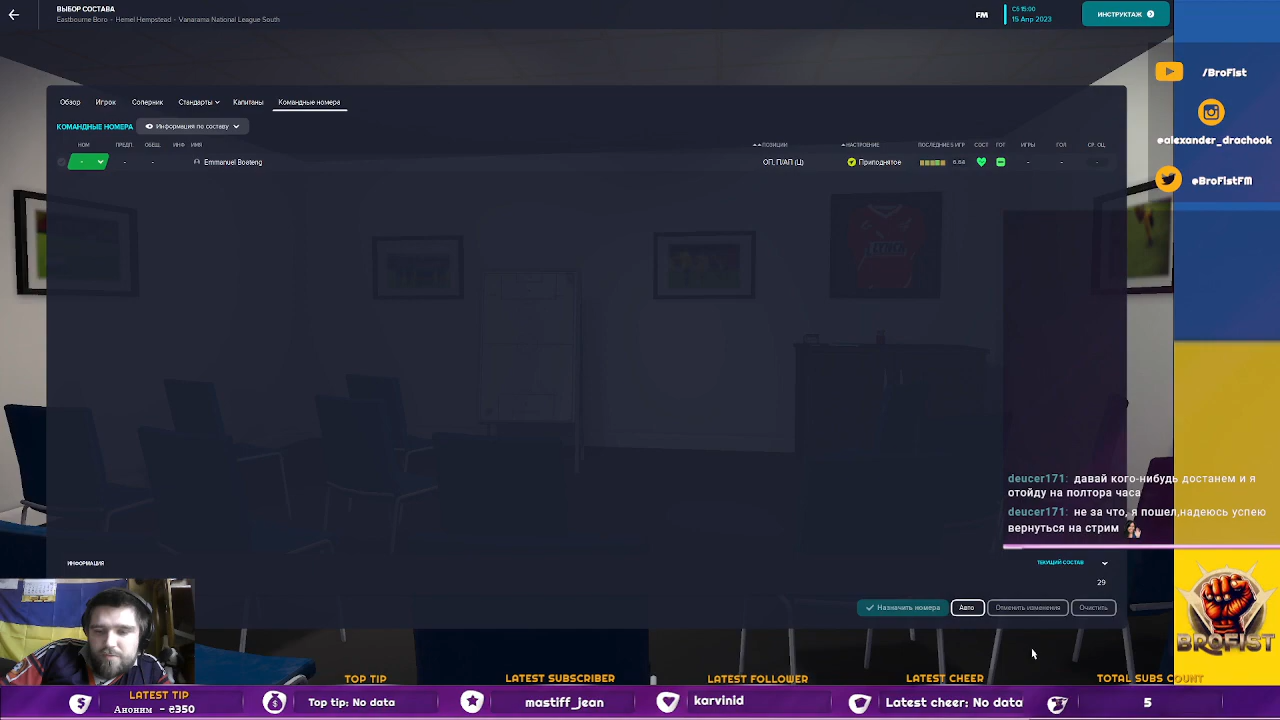 ВЫБОР СОСТАВА
Eastbourne Boro - Hemel Hempstead - Vanarama National League South
FM
Сб 15:00
15 Апр 2023
ИНСТРУКТАЖ
/BroFist
@alexander_drachook
@BroFistFM
Обзор Игрок Соперник Стандарты Капитаны Командные номера
КОМАНДНЫЕ НОМЕРА Информация по составу
НОМ ПРЕДП. ОБЕЩ. ИНФ ИМЯ ПОЗИЦИИ НАСТРОЕНИЕ ПОСЛЕДНИЕ 5 ИГР СОСТ ГОТ ИГРЫ ГОЛ СР. ОЦ.
- - - Emmanuel Boateng ОП, П/АП (Ц) Приподнятое 6.84 - - -
deucer171: давай кого-нибудь достанем и я
отойду на полтора часа
deucer171: не за что, я пошел,надеюсь успею
вернуться на стрим
ИНФОРМАЦИЯ
ТЕКУЩИЙ СОСТАВ
29
Назначить номера Авто Отменить изменения Очистить
BROFIST
LATEST TIP
Аноним - ₴350
TOP TIP
Top tip: No data
LATEST SUBSCRIBER
mastiff_jean
LATEST FOLLOWER
karvinid
LATEST CHEER
Latest cheer: No data
TOTAL SUBS COUNT
5